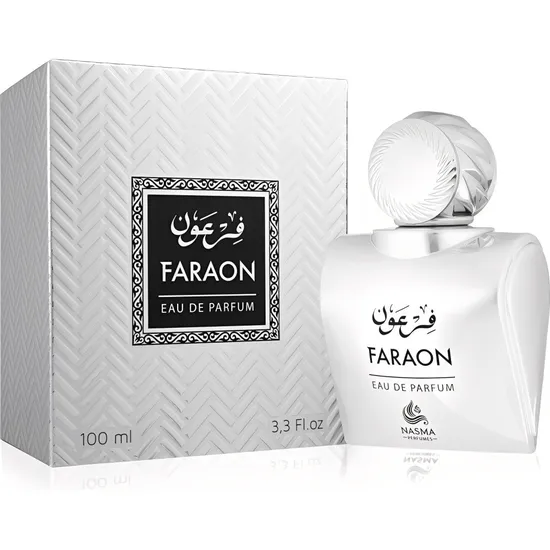 فرعون
FARAON
EAU DE PARFUM
100 ml
3,3 Fl.oz
فرعون
FARAON
EAU DE PARFUM
NASMA
PERFUMES